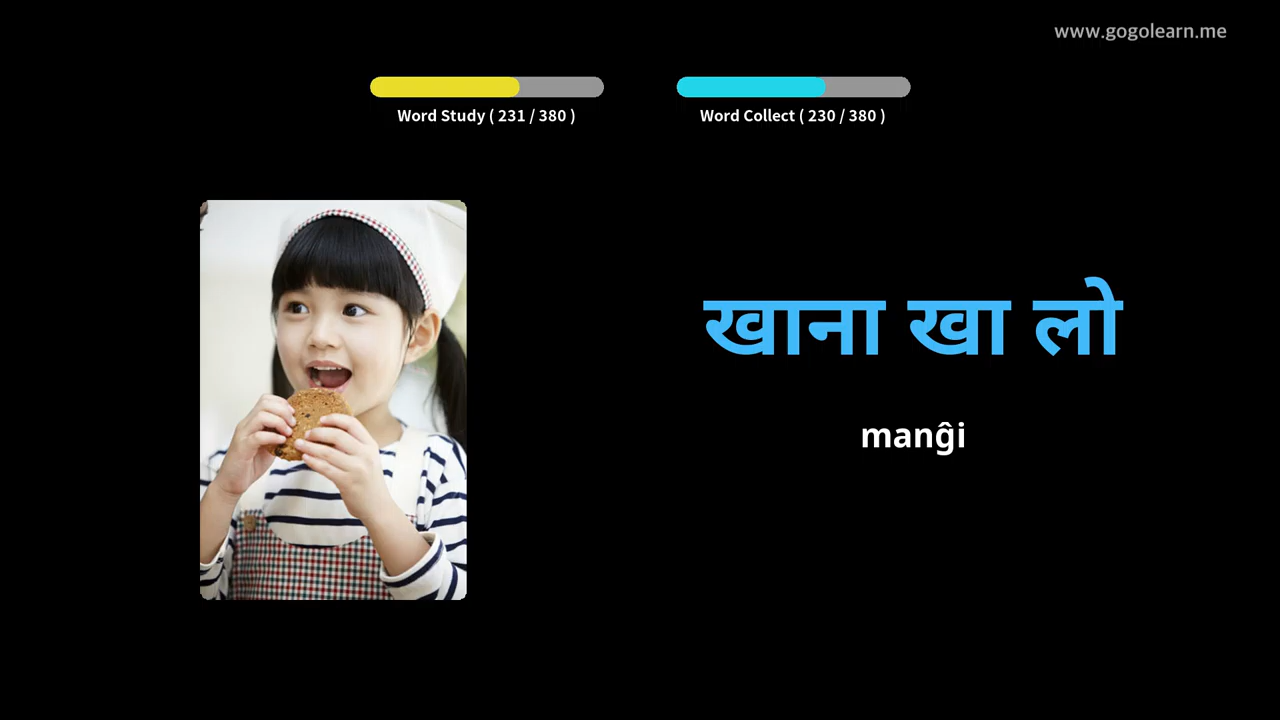 www.gogolearn.me
Word Study ( 231 / 380 )
Word Collect ( 230 / 380 )
खाना खा लो
manĝi